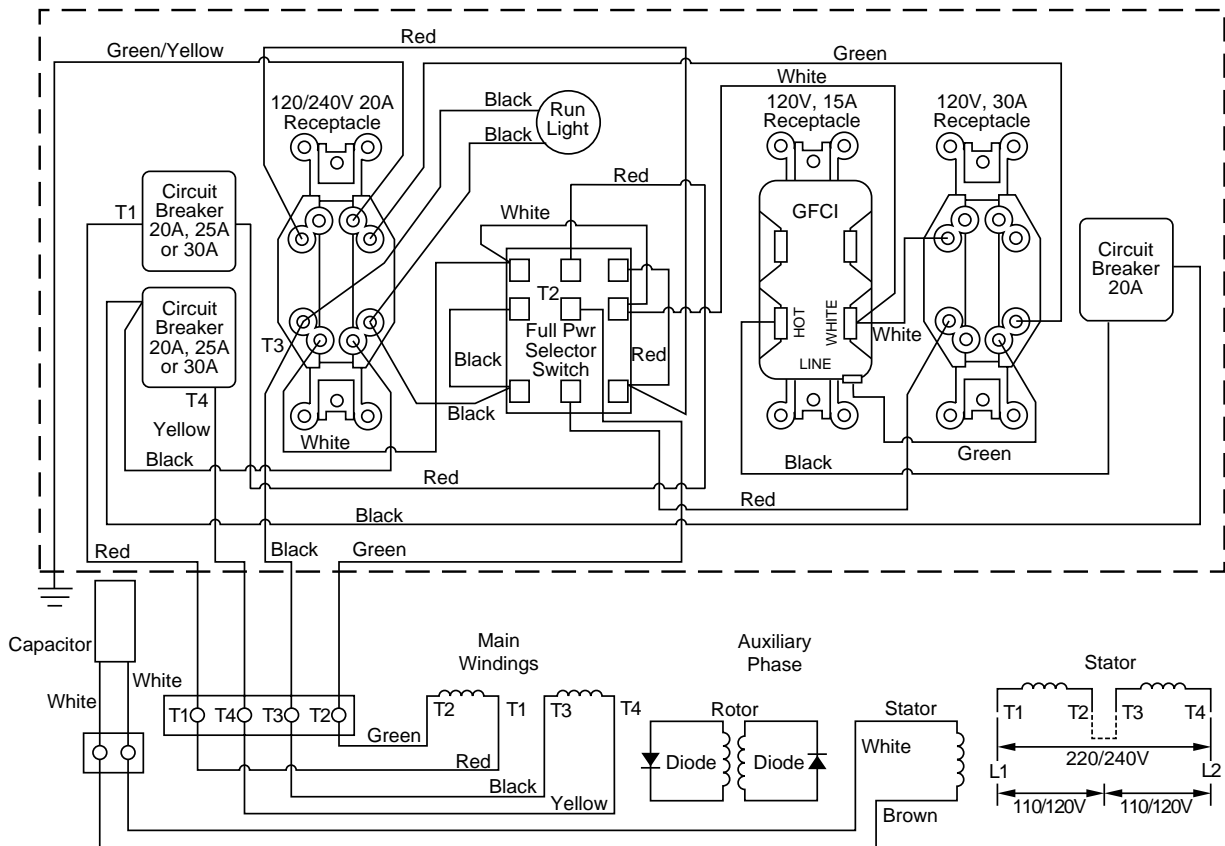 Red
Green/Yellow
Green
White
120/240V 20A
Receptacle
Black
Black
Run
Light
120V, 15A
Receptacle
120V, 30A
Receptacle
Red
T1
Circuit
Breaker
20A, 25A
or 30A
White
GFCI
Circuit
Breaker
20A
T2
Circuit
Breaker
20A, 25A
or 30A
T3
Full Pwr
Selector
Switch
Black
Red
HOT
WHITE
White
LINE
T4
Yellow
Black
White
Black
Black
Green
Red
Red
Black
Red
Black
Green
Capacitor
White
White
Main
Windings
Auxiliary
Phase
Stator
T1
T4
T3
T2
T2
T1
T3
T4
Green
Red
Black
Yellow
Rotor
Diode
Diode
Stator
White
Brown
T1
T2
T3
T4
220/240V
L1
L2
110/120V
110/120V